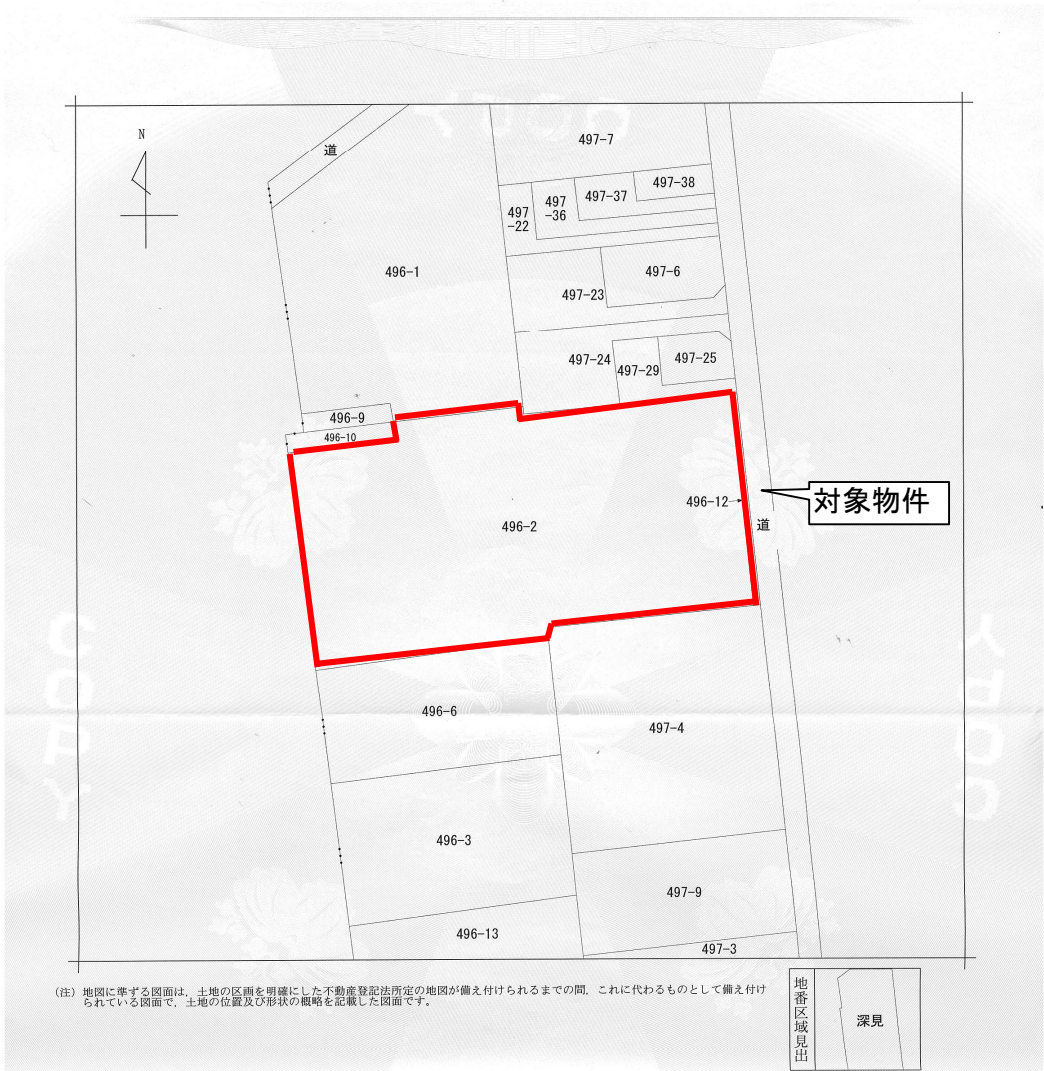 N
道
497-7
497-38
497-37
497
-36
497
-22
496-1
497-6
497-23
497-24
497-29
497-25
496-9
496-10
496-12
対象物件
496-2
道
496-6
497-4
496-3
497-9
496-13
497-3
(注) 地図に準ずる図面は、土地の区画を明確にした不動産登記法所定の地図が備え付けられるまでの間、これに代わるものとして備え付け
られている図面で、土地の位置及び形状の概略を記載した図面です。
地番区域見出
深見
COPY
COPY
COPY